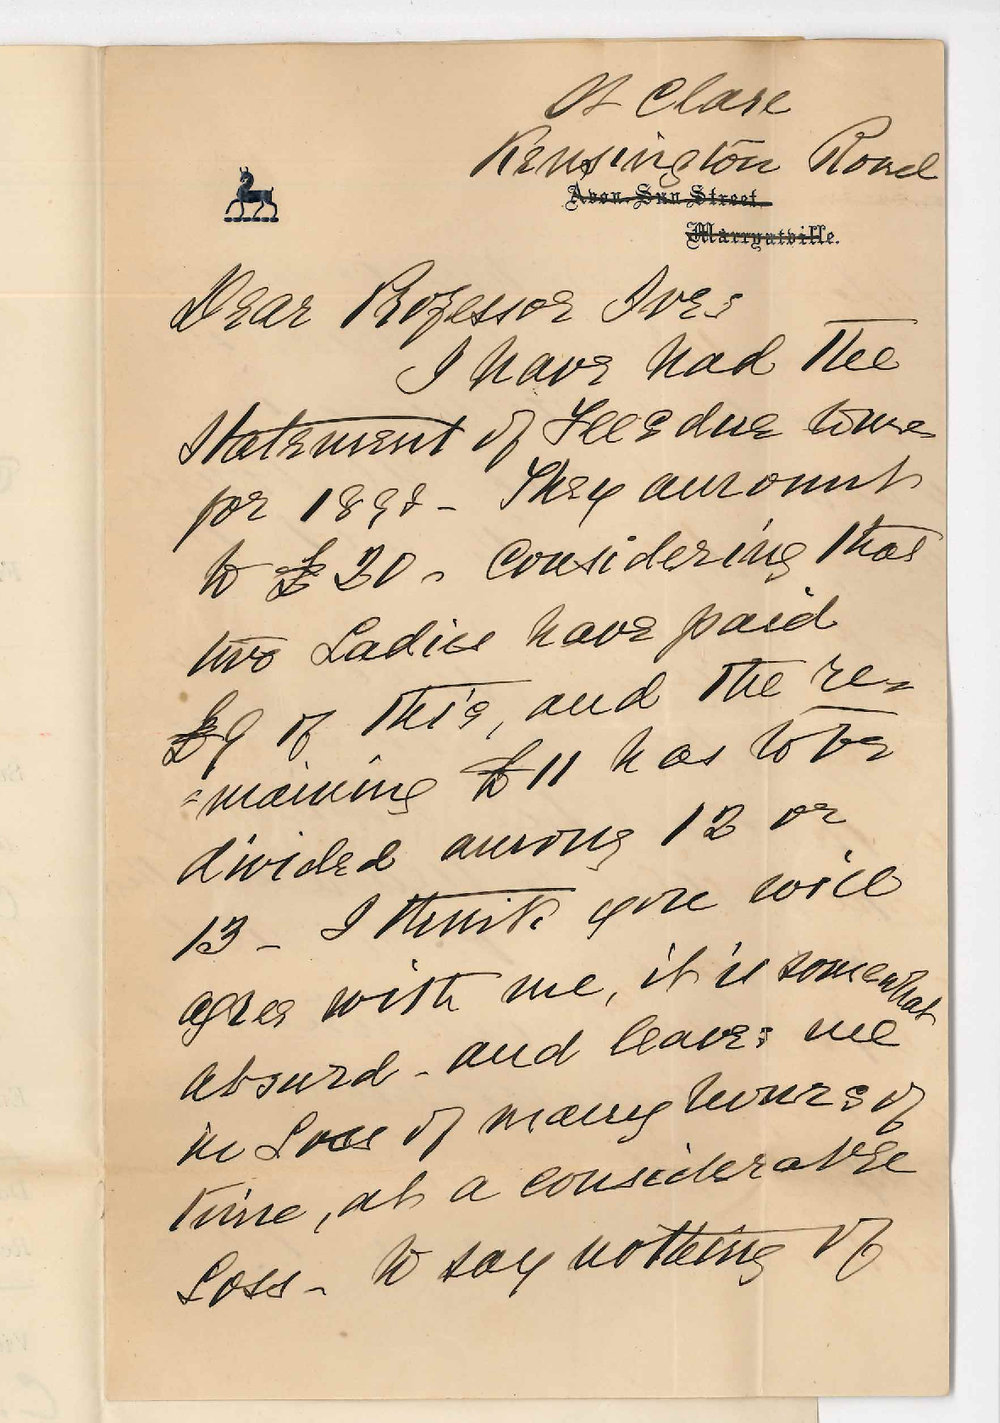 St Clare
Kensington Road
Avon, Sun Street.
Marryatville.
Dear Professor Ives
I have had the
Statement of Fees due to me
for 1898 - They amount
to £20 - Considering that
two Ladies have paid
£9 of this, and the re-
=maining £11 has to be
divided among 12 or
13 - I think you will
agree with me, it is somewhat
absurd - and leaves me
in Loss of many hours of
time, at a considerable
Loss - to say nothing of